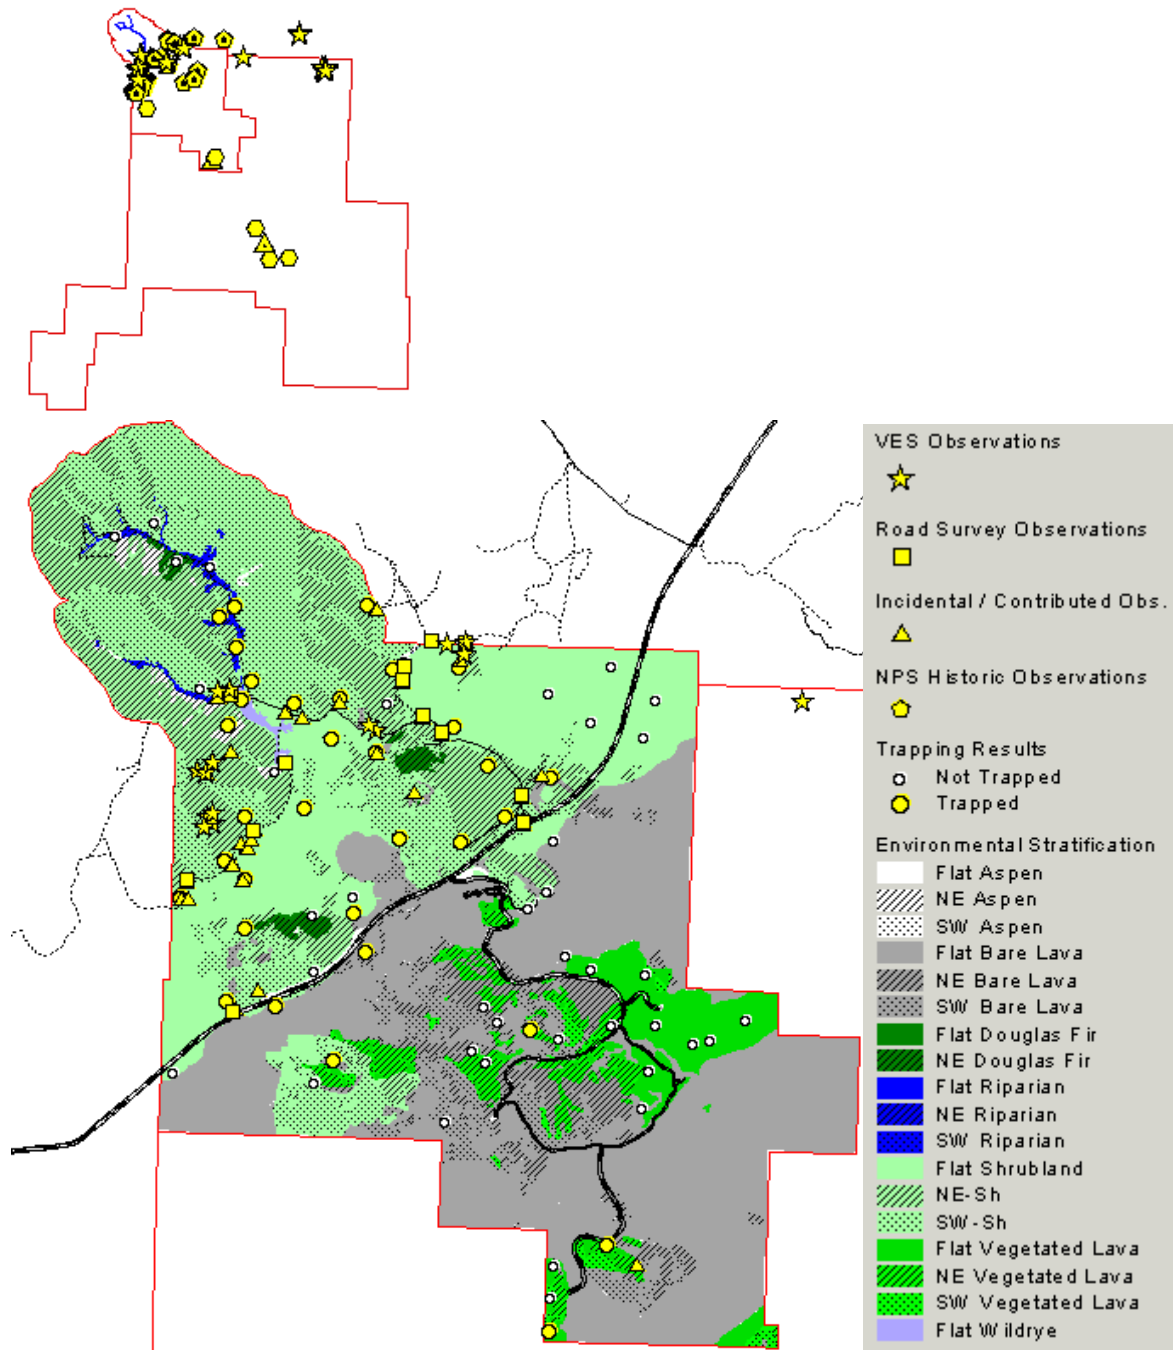 VES Observations
Road Survey Observations
Incidental / Contributed Obs.
NPS Historic Observations
Trapping Results
Not Trapped
Trapped
Environmental Stratification
Flat Aspen
NE Aspen
SW Aspen
Flat Bare Lava
NE Bare Lava
SW Bare Lava
Flat Douglas Fir
NE Douglas Fir
Flat Riparian
NE Riparian
SW Riparian
Flat Shrubland
NE-Sh
SW-Sh
Flat Vegetated Lava
NE Vegetated Lava
SW Vegetated Lava
Flat Wildrye